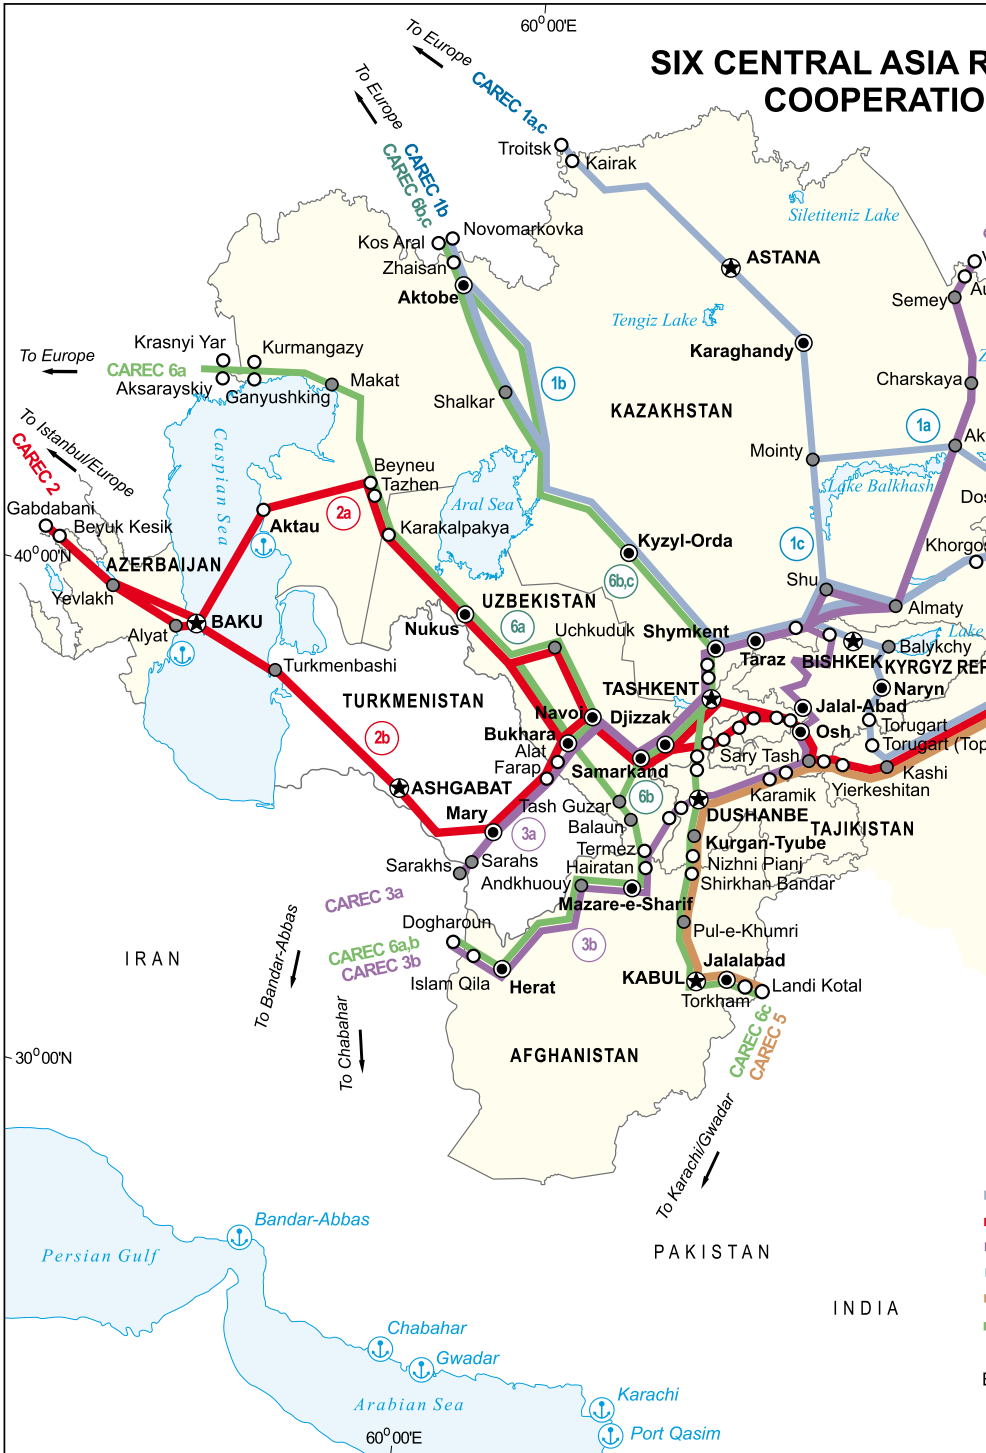 60°00'E
SIX CENTRAL ASIA R
COOPERATIO
To Europe
CAREC 1a,c
To Europe
CAREC 1b
CAREC 6b,c
Troitsk
Kairak
Siletiteniz Lake
Novomarkovka
Kos Aral
Zhaisan
ASTANA
Aktobe
Semey
Tengiz Lake
Krasnyi Yar
Kurmangazy
Karaghandy
To Europe
CAREC 6a
Makat
Aksarayskiy
Ganyushking
Charskaya
1b
Shalkar
KAZAKHSTAN
1a
To Istanbul/Europe
CAREC 2
Caspian Sea
Mointy
Beyneu
Tazhen
Lake Balkhash
Gabdabani
Beyuk Kesik
2a
Aktau
Aral Sea
Karakalpakya
Kyzyl-Orda
1c
Khorgos
40°00'N
AZERBAIJAN
Yevlakh
6b,c
Shu
UZBEKISTAN
Almaty
BAKU
Alyat
Nukus
6a
Uchkuduk
Shymkent
Taraz
Lake
Balykchy
BISHKEK
KYRGYZ REP
Turkmenbashi
TASHKENT
Naryn
TURKMENISTAN
Navoi
Djizzak
Jalal-Abad
Torugart
2b
Bukhara
Osh
Alat
Farap
Samarkand
Sary Tash
Torugart (Top
Kashi
ASHGABAT
6b
Karamik
Yierkeshitan
Tash Guzar
Mary
Balaun
DUSHANBE
TAJIKISTAN
3a
Termez
Kurgan-Tyube
Sarahs
Sarakhs
Hairatan
Nizhni Pianj
Andkhuouy
Shirkhan Bandar
CAREC 3a
Mazare-e-Sharif
Dogharoun
Pul-e-Khumri
CAREC 6a,b
CAREC 3b
3b
To Bandar-Abbas
IRAN
Islam Qila
Herat
KABUL
Jalalabad
Torkham
Landi Kotal
To Chabahar
CAREC 6c
CAREC 5
AFGHANISTAN
30°00'N
To Karachi/Gwadar
Bandar-Abbas
Persian Gulf
PAKISTAN
INDIA
Chabahar
Gwadar
Karachi
Arabian Sea
Port Qasim
60°00'E